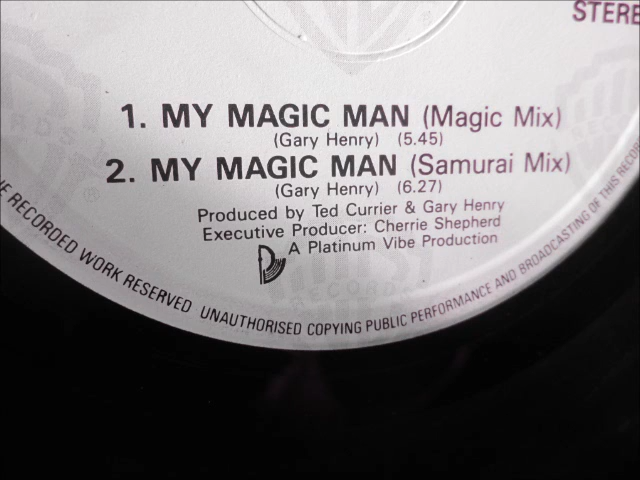 STERE
1. MY MAGIC MAN (Magic Mix)
(Gary Henry) (5.45)
2. MY MAGIC MAN (Samurai Mix)
(Gary Henry) (6.27)
Produced by Ted Currier & Gary Henry
Executive Producer: Cherrie Shepherd
A Platinum Vibe Production
RECORDED WORK RESERVED UNAUTHORISED COPYING PUBLIC PERFORMANCE AND BROADCASTING OF THIS RECOR